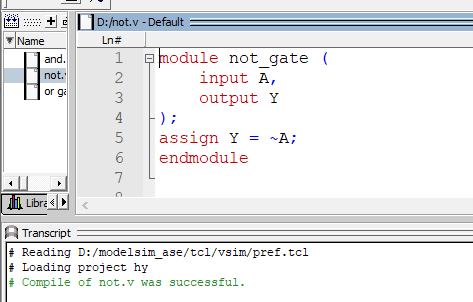 D:/not.v - Default
Name
and.
not.v
or ga
Ln#
1 module not_gate (
2 input A,
3 output Y
4 );
5 assign Y = ~A;
6 endmodule
7
Libra
Transcript
# Reading D:/modelsim_ase/tcl/vsim/pref.tcl
# Loading project hy
# Compile of not.v was successful.